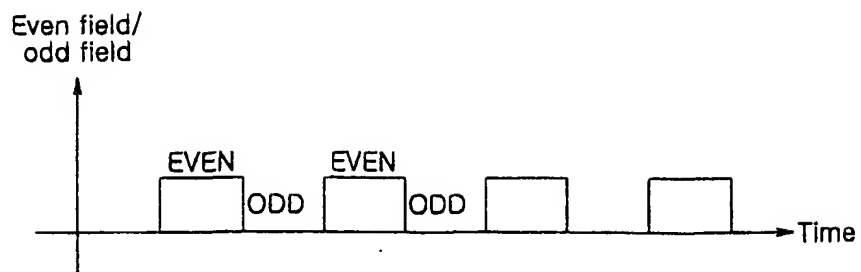 Even field/
odd field
EVEN
EVEN
ODD
ODD
Time